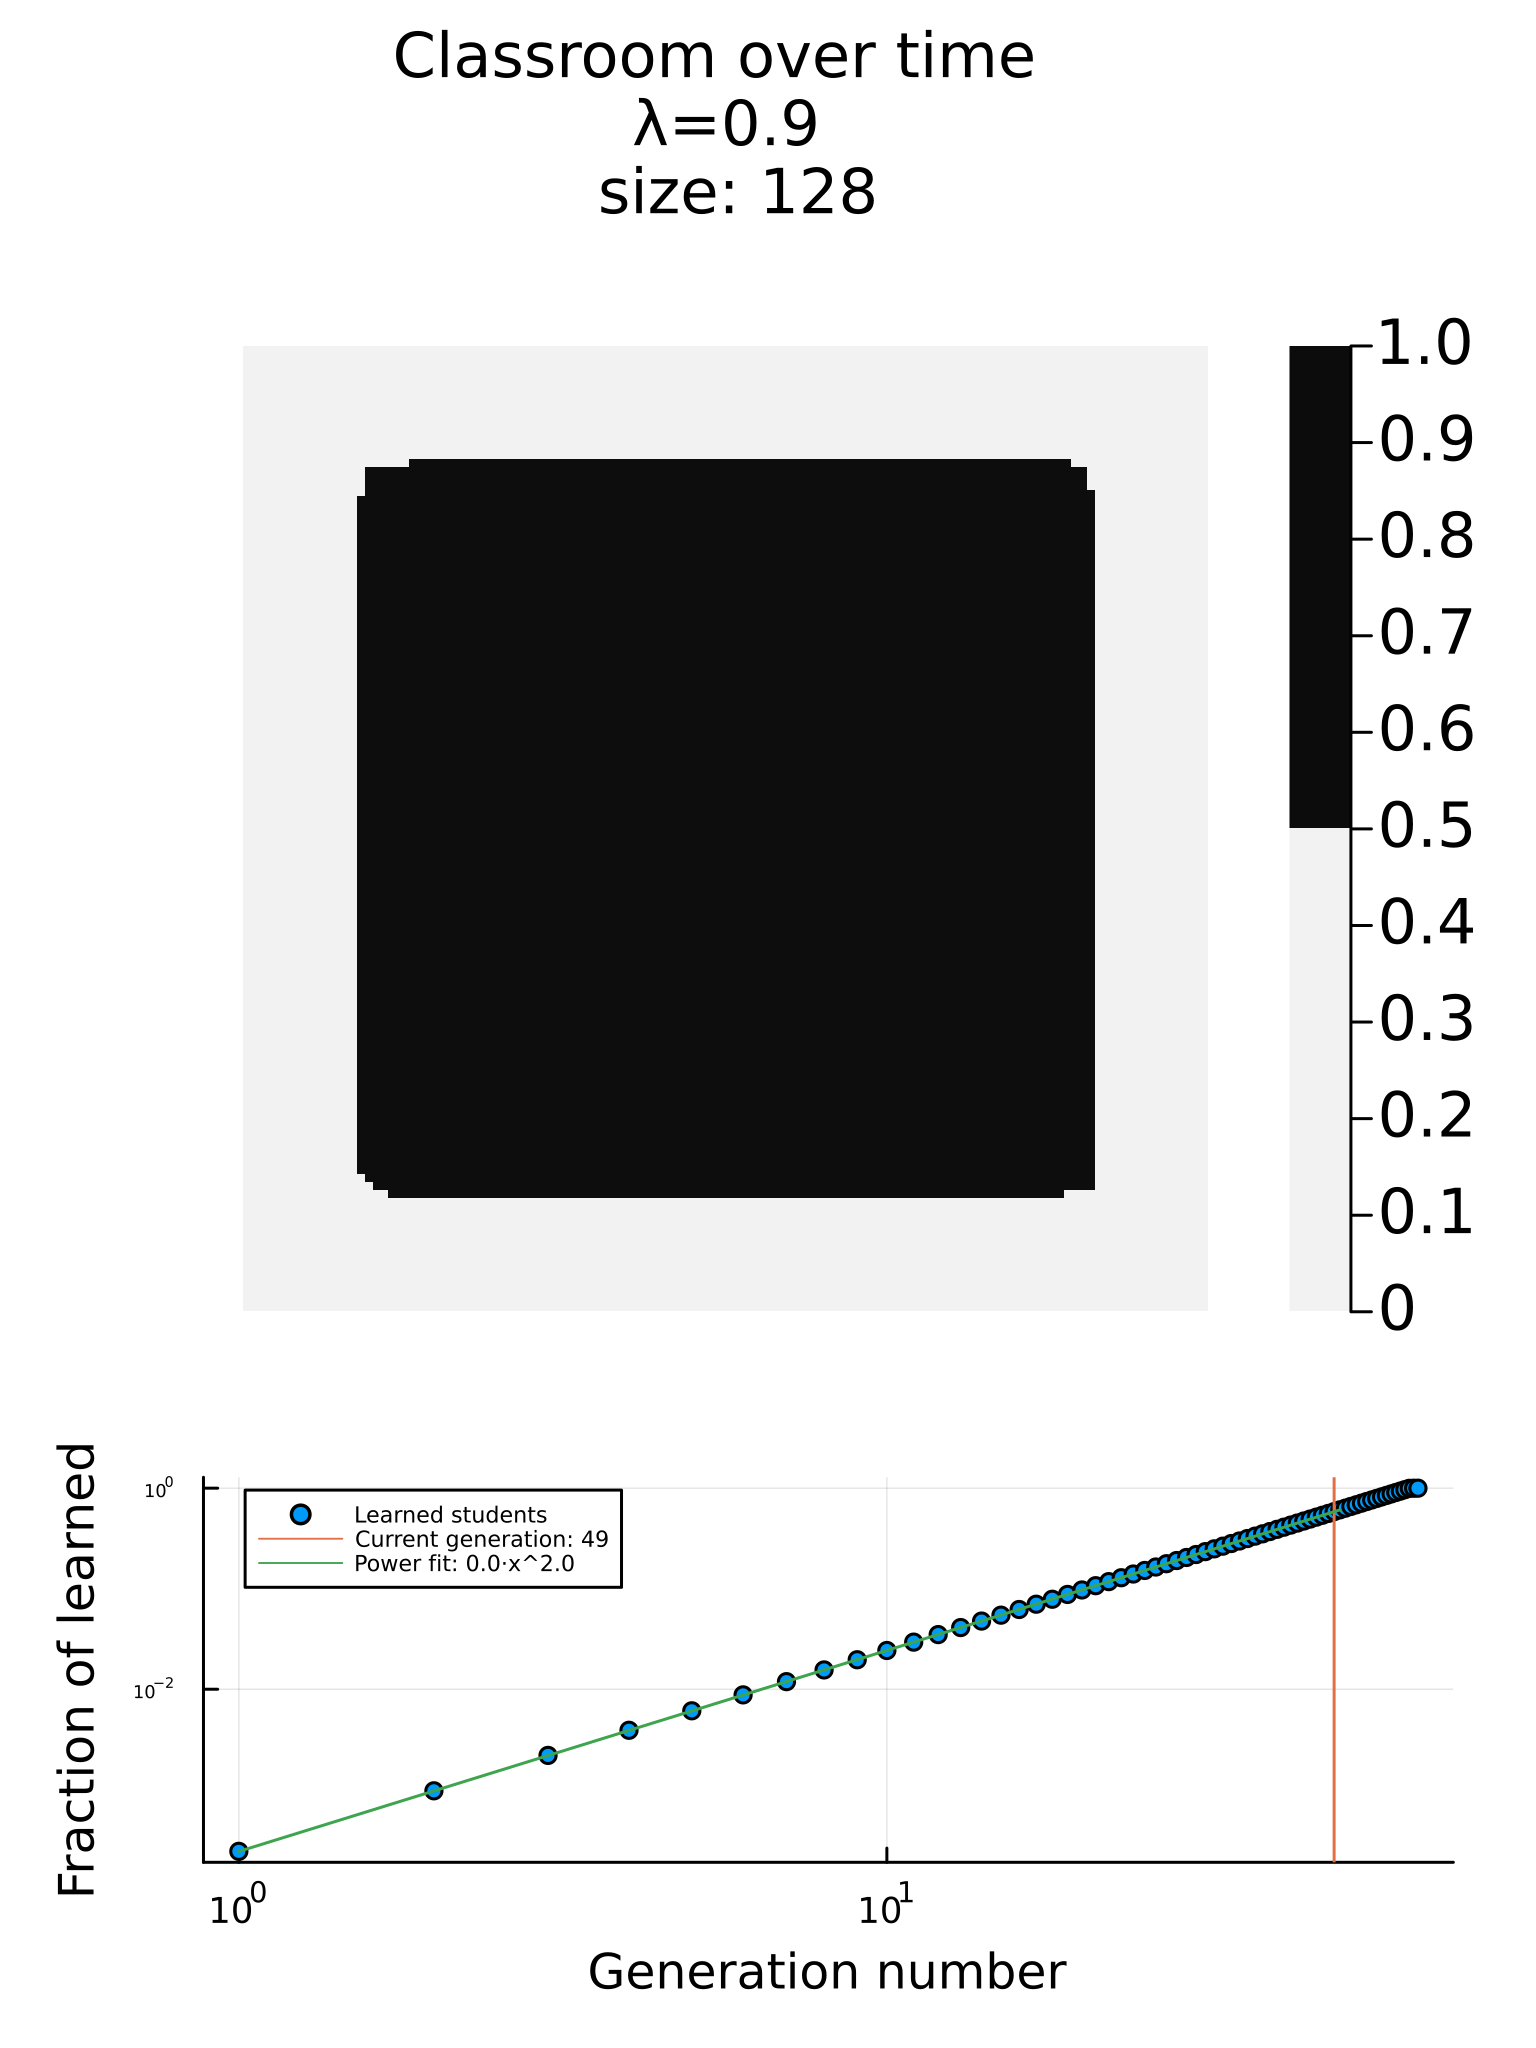 Classroom over time
λ=0.9
size: 128
1.0
0.9
0.8
0.7
0.6
0.5
0.4
0.3
0.2
0.1
0
Fraction of learned
10^0
10^−2
Learned students
Current generation: 49
Power fit: 0.0·x^2.0
10^0
10^1
Generation number